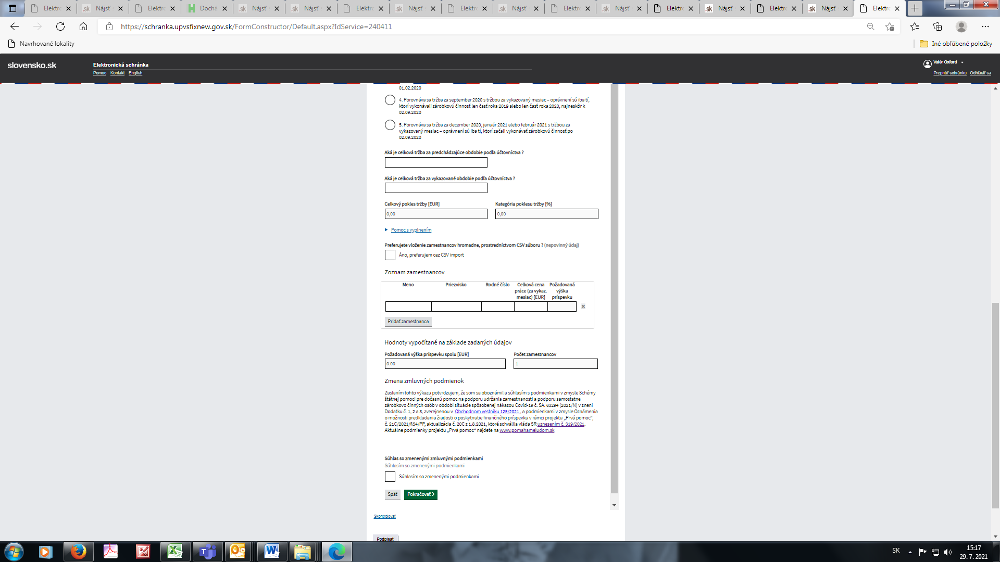 Elektro
Nájsť
Elektro
Dochá
Nájsť
Nájsť
Elektro
Nájsť
Elektro
Nájsť
Elektro
Nájsť
Elektro
Nájsť
Elektro
Nájsť
Elektro
https://schranka.upvsfixnew.gov.sk/FormConstructor/Default.aspx?IdService=240411
Navrhované lokality
Iné obľúbené položky
slovensko.sk
Elektronická schránka
Pomoc Kontakt English
Valér Oxford
Prepnúť schránku Odhlásiť sa
01.02.2020
4. Porovnáva sa tržba za september 2020 s tržbou za vykazovaný mesiac – oprávnení sú iba tí,
ktorí vykonávali zárobkovú činnosť len časť roka 2019 alebo len časť roka 2020, najneskôr k
02.09.2020
5. Porovnáva sa tržba za december 2020, január 2021 alebo február 2021 s tržbou za
vykazovaný mesiac – oprávnení sú iba tí, ktorí začali vykonávať zárobkovú činnosť po
02.09.2020
Aká je celková tržba za predchádzajúce obdobie podľa účtovníctva ?
Aká je celková tržba za vykazované obdobie podľa účtovníctva ?
Celkový pokles tržby [EUR] Kategória poklesu tržby [%]
0,00 0,00
Pomoc s vyplnením
Preferujete vloženie zamestnancov hromadne, prostredníctvom CSV súboru ? (nepovinný údaj)
Áno, preferujem cez CSV import
Zoznam zamestnancov
Meno Priezvisko Rodné číslo Celková cena Požadovaná
práce (za vykaz. výška
mesiac) [EUR] príspevku
Pridať zamestnanca
Hodnoty vypočítané na základe zadaných údajov
Požadovaná výška príspevku spolu [EUR] Počet zamestnancov
0.00 1
Zmena zmluvných podmienok
Zaslaním tohto výkazu potvrdzujem, že som sa oboznámil a súhlasím s podmienkami v zmysle Schémy
štátnej pomoci pre dočasnú pomoc na podporu udržania zamestnanosti a podporu samostatne
zárobkovo činných osôb v období situácie spôsobenej nákazou Covid-19 č. SA. 63294 (2021/N) v znení
Dodatku č. 1, 2 a 3, zverejnenou v Obchodnom vestníku 125/2021 , a podmienkami v zmysle Oznámenia
o možnosti predkladania žiadosti o poskytnutie finančného príspevku v rámci projektu „Prvá pomoc“,
č. 21C/2021/§54/PP, aktualizácia č. 20C z 1.8.2021, ktoré schválila vláda SR uznesením č. 319/2021.
Aktuálne podmienky projektu „Prvá pomoc“ nájdete na www.pomahameludom.sk
Súhlas so zmenenými zmluvný podmienkami
Súhlasím so zmenenými podmienkami
Súhlasím so zmenenými podmienkami
Späť Pokračovať
Skontrolovať
Podpísať
SK
15:17
29. 7. 2021